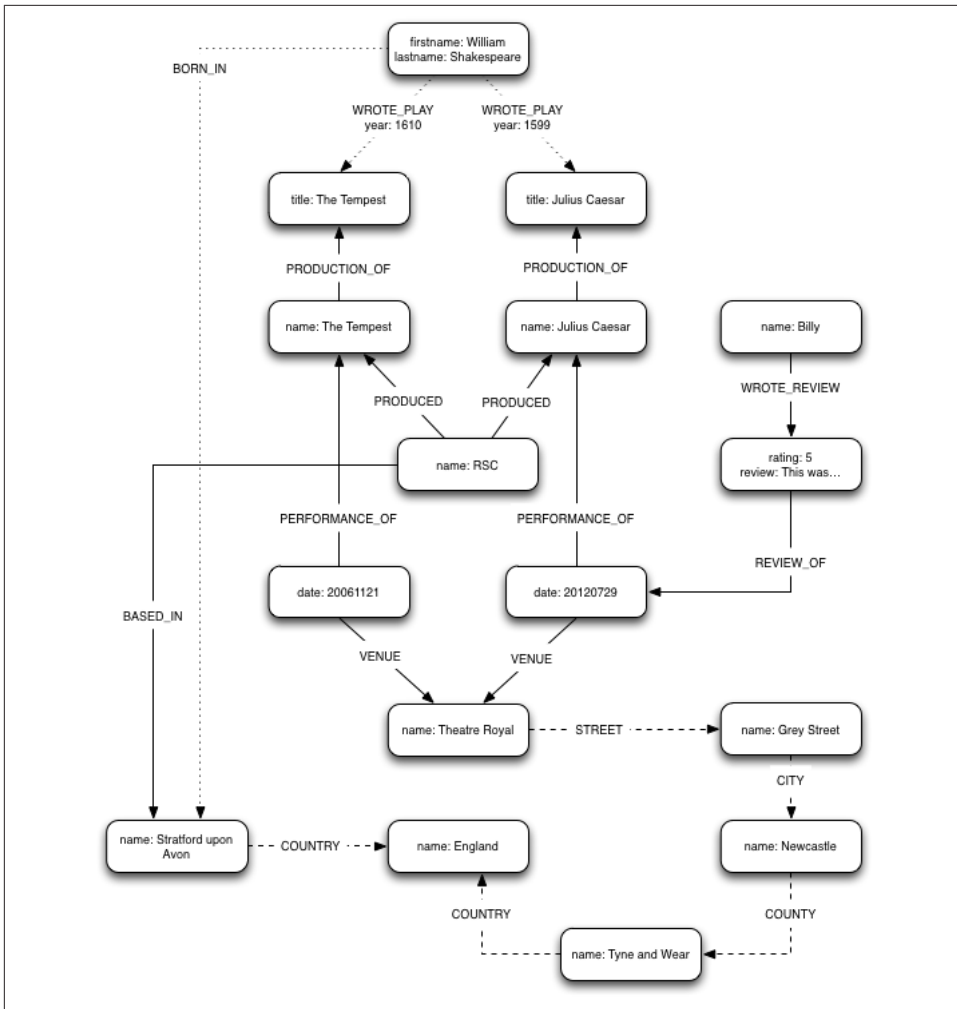 firstname: William
lastname: Shakespeare
BORN_IN
WROTE_PLAY
year: 1610
WROTE_PLAY
year: 1599
title: The Tempest
title: Julius Caesar
PRODUCTION_OF
PRODUCTION_OF
name: The Tempest
name: Julius Caesar
name: Billy
WROTE_REVIEW
PRODUCED
PRODUCED
name: RSC
rating: 5
review: This was...
PERFORMANCE_OF
PERFORMANCE_OF
REVIEW_OF
date: 20061121
date: 20120729
BASED_IN
VENUE
VENUE
name: Theatre Royal
STREET
name: Grey Street
CITY
name: Stratford upon
Avon
COUNTRY
name: England
name: Newcastle
COUNTRY
COUNTY
name: Tyne and Wear